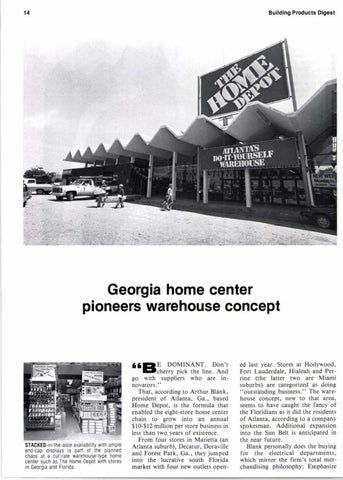 14
Building Products Digest
THE
HOME
DEPOT
ATLANTA'S
DO-IT-YOURSELF
WAREHOUSE
Georgia home center
pioneers warehouse concept
STACKED-in-the-aisle availability with ample
end-cap displays is part of the planned
chaos at a cut-rate warehouse-type home
center such as The Home Depot with stores
in Georgia and Florida.
“BE DOMINANT. Don't
cherry pick the line. And
go with suppliers who are in-
novators.”
That, according to Arthur Blank,
president of Atlanta, Ga., based
Home Depot, is the formula that
enabled the eight-store home center
chain to grow into an annual
$10-$12 million per store business in
less than two years of existence.
From four stores in Marietta (an
Atlanta suburb), Decatur, Doraville
and Forest Park, Ga., they jumped
into the lucrative south Florida
market with four new outlets open-
ed last year. Stores at Hollywood,
Fort Lauderdale, Hialeah and Per-
rine (the latter two are Miami
suburbs) are categorized as doing
“outstanding business.” The ware-
house concept, new to that area,
seems to have caught the fancy of
the Floridians as it did the residents
of Atlanta, according to a company
spokesman. Additional expansion
into the Sun Belt is anticipated in
the near future.
Blank personally does the buying
for the electrical departments,
which mirror the firm's total mer-
chandising philosophy: Emphasize